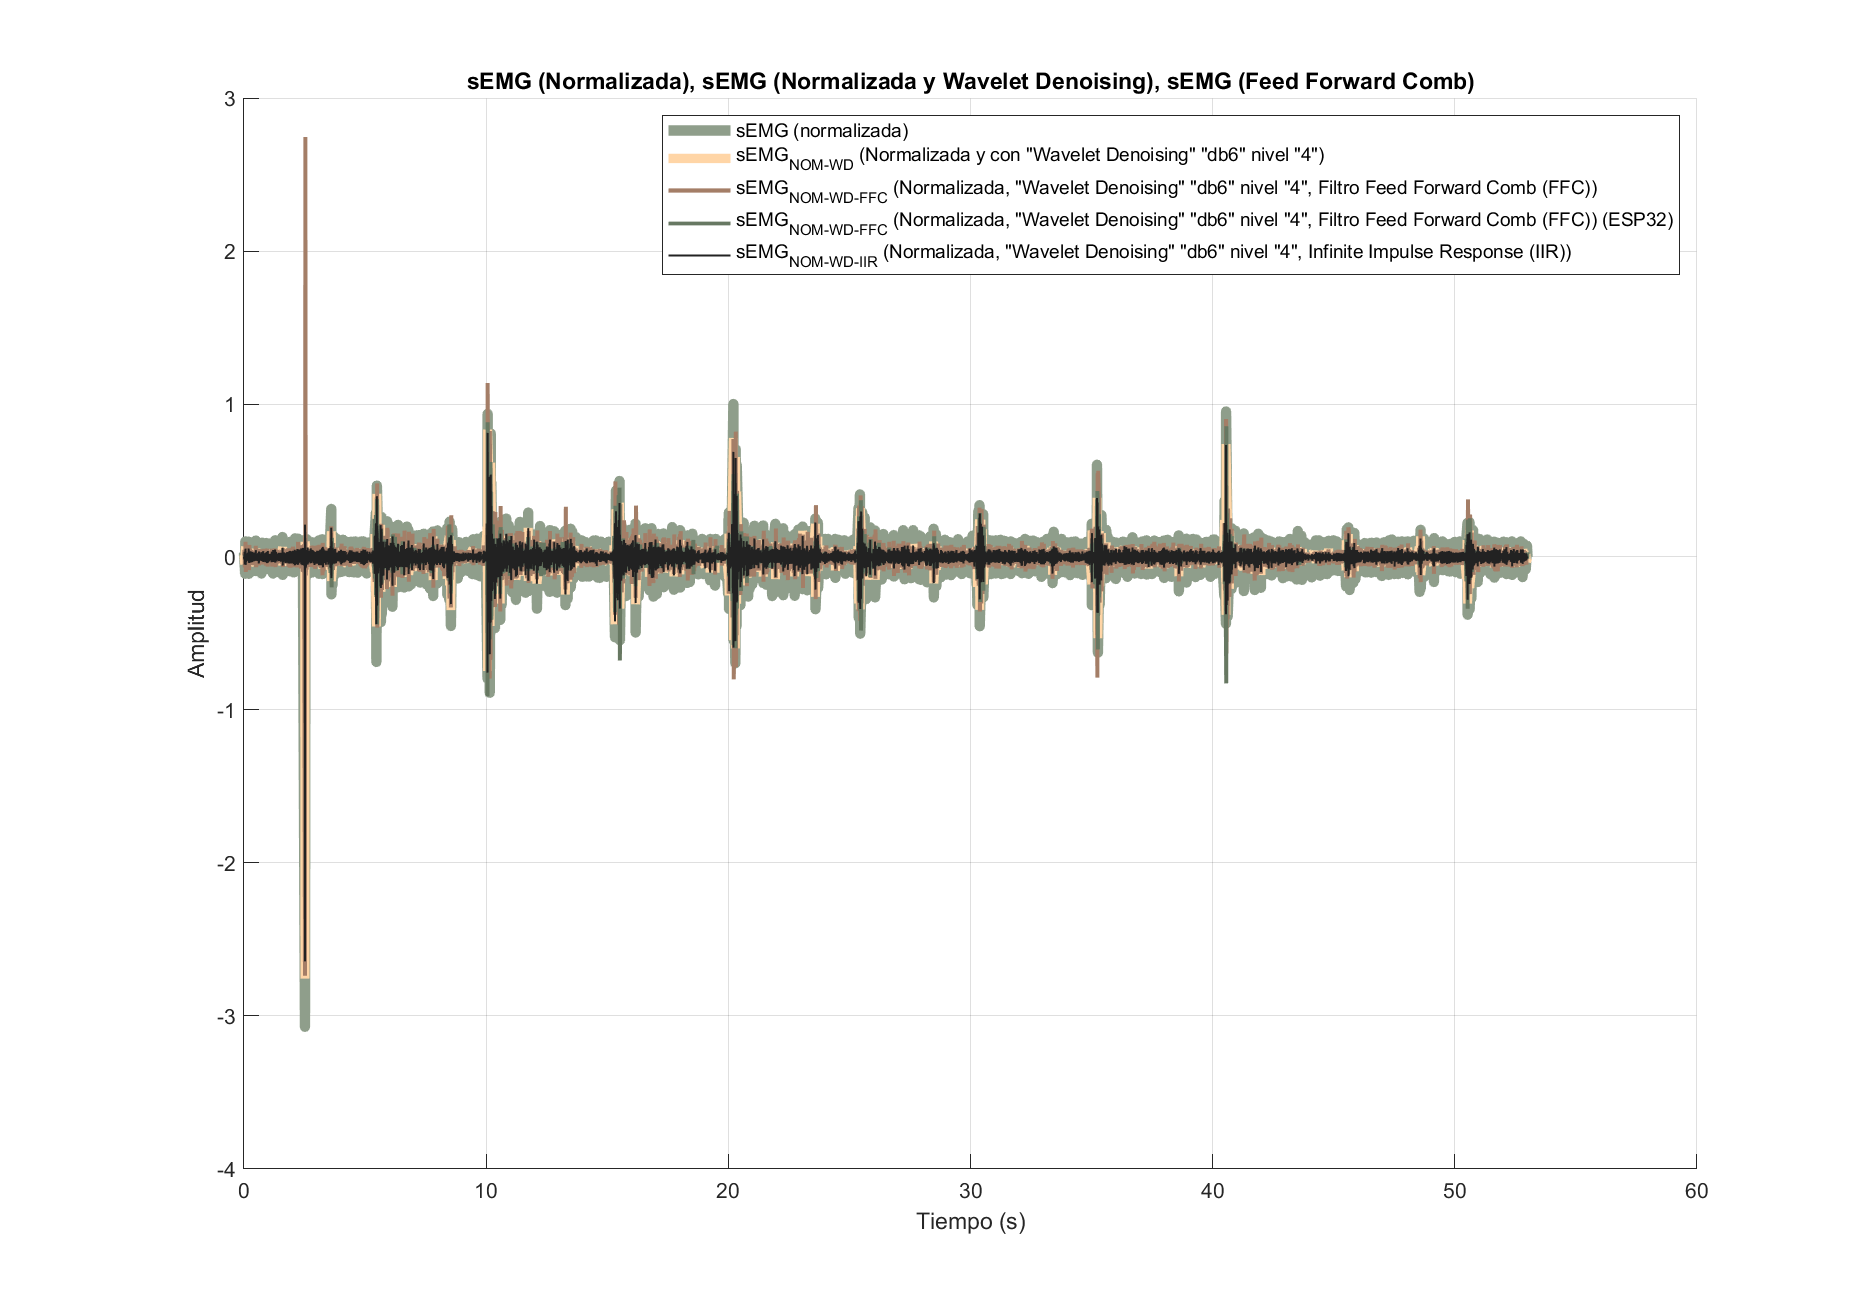 sEMG (Normalizada), sEMG (Normalizada y Wavelet Denoising), sEMG (Feed Forward Comb)
sEMG (normalizada)
sEMG_NOM-WD (Normalizada y con "Wavelet Denoising" "db6" nivel "4")
sEMG_NOM-WD-FFC (Normalizada, "Wavelet Denoising" "db6" nivel "4", Filtro Feed Forward Comb (FFC))
sEMG_NOM-WD-FFC (Normalizada, "Wavelet Denoising" "db6" nivel "4", Filtro Feed Forward Comb (FFC)) (ESP32)
sEMG_NOM-WD-IIR (Normalizada, "Wavelet Denoising" "db6" nivel "4", Infinite Impulse Response (IIR))
3
2
1
0
-1
-2
-3
-4
Amplitud
0 10 20 30 40 50 60
Tiempo (s)